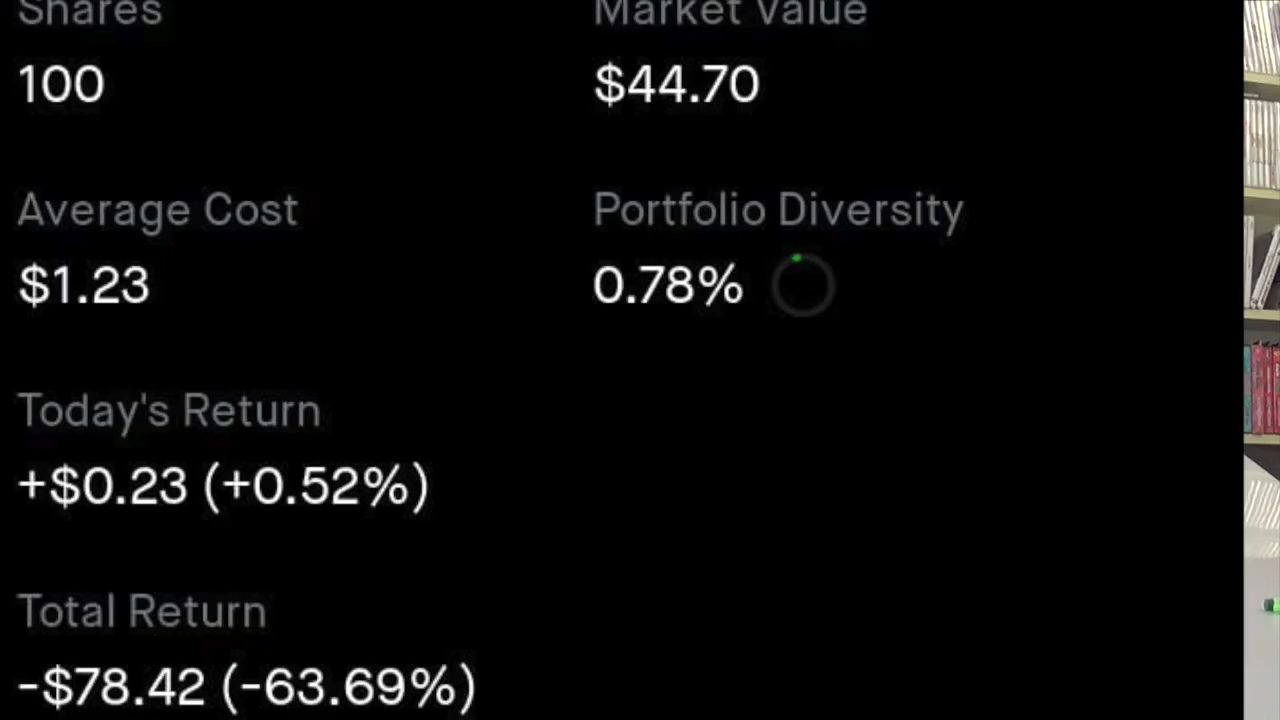 Shares
Market Value
100
$44.70
Average Cost
Portfolio Diversity
$1.23
0.78%
Today's Return
+$0.23 (+0.52%)
Total Return
-$78.42 (-63.69%)